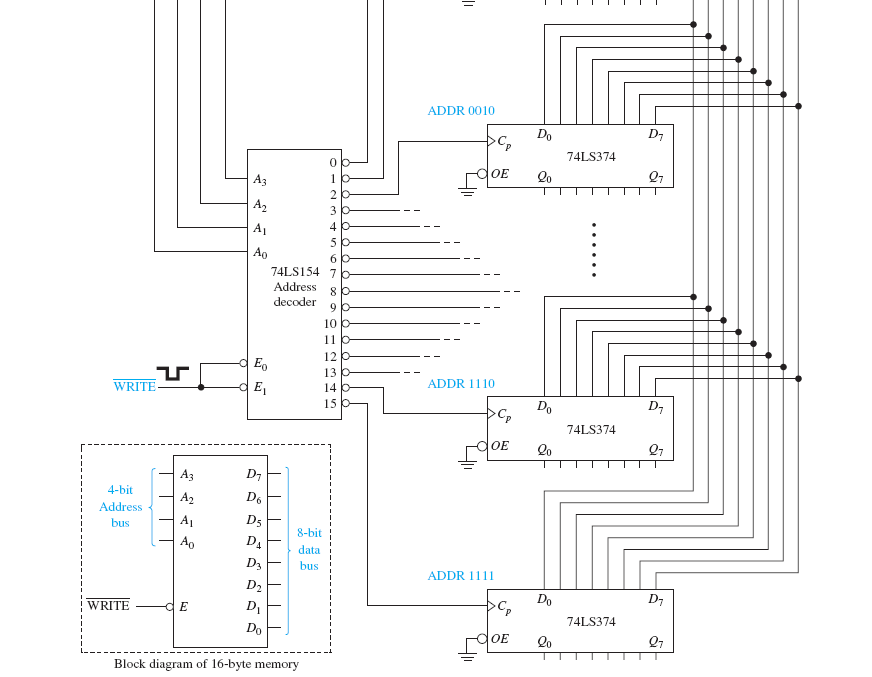 ADDR 0010
D0 D7
Cp
74LS374
OE Q0 Q7
0
1
A3
2
A2
3
A1
4
A0
5
6
7
74LS154
Address
decoder
8
9
10
11
12
E0
13
WRITE
E1
14
15
ADDR 1110
D0 D7
Cp
74LS374
OE Q0 Q7
4-bit
Address
bus
A3 D7
A2 D6
A1 D5
A0 D4
D3
D2
WRITE E D1
D0
8-bit
data
bus
Block diagram of 16-byte memory
ADDR 1111
D0 D7
Cp
74LS374
OE Q0 Q7